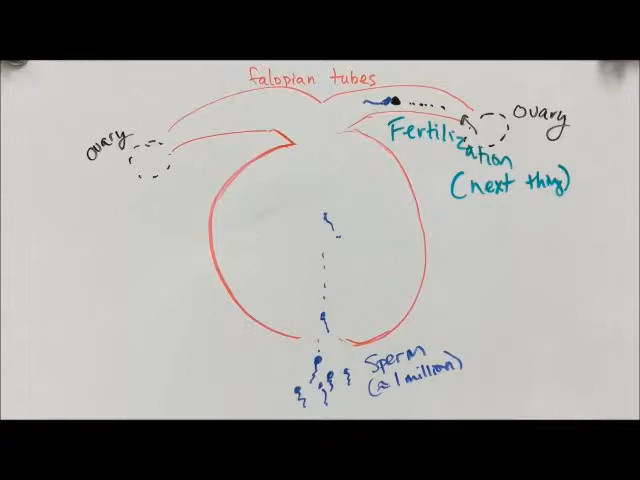 falopian tubes
ovary
ovary
Fertilization
(next thing)
Sperm
(≈ 1 million)